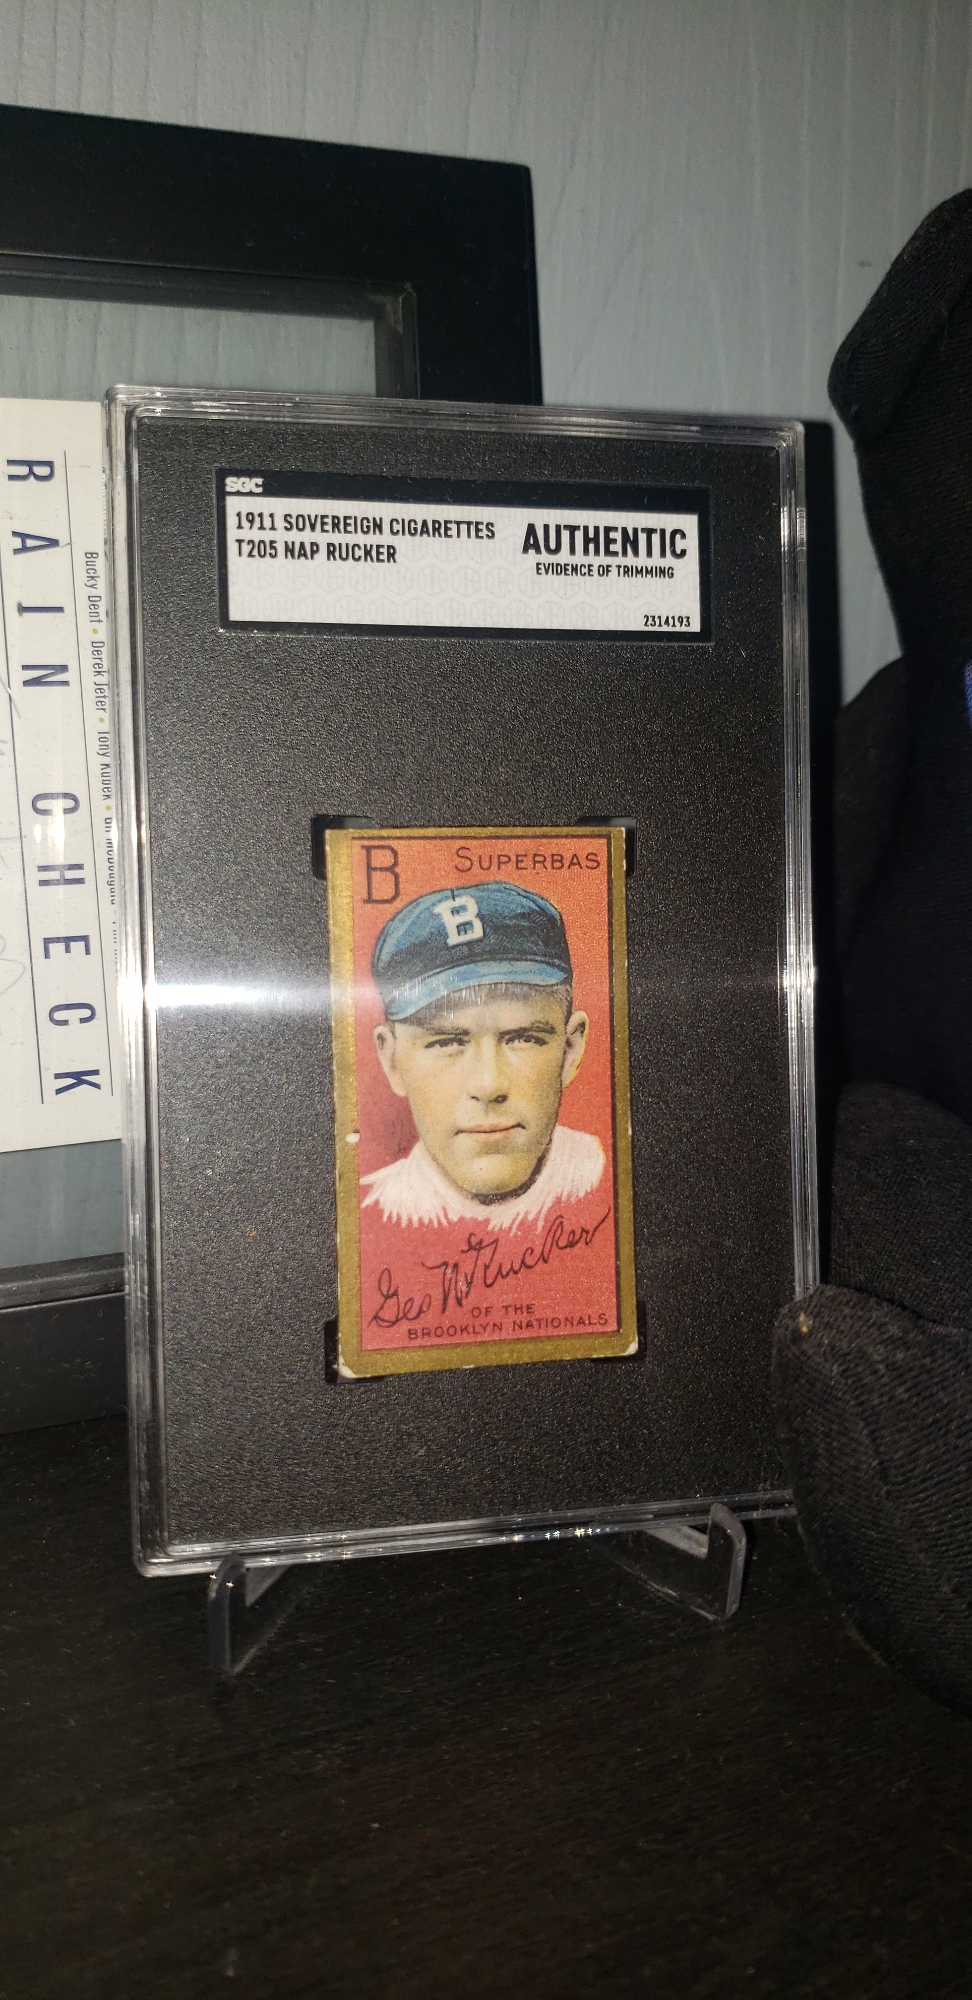 RAIN CHECK
Bucky Dent • Derek Jeter • Tony Kubek •
SGC
1911 SOVEREIGN CIGARETTES
T205 NAP RUCKER
AUTHENTIC
EVIDENCE OF TRIMMING
2314193
B SUPERBAS
B
Geo N Rucker
OF THE
BROOKLYN NATIONALS